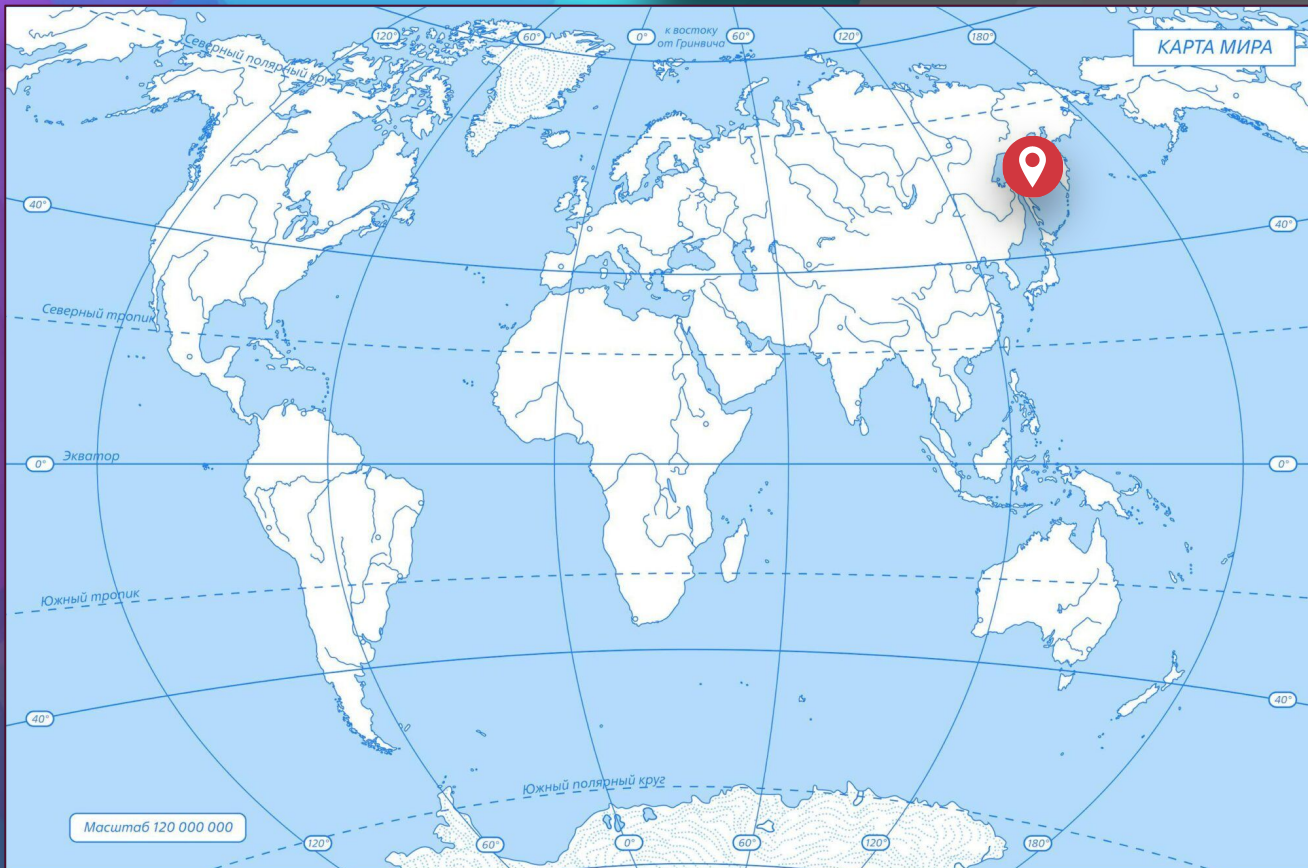 120°
60°
0°
к востоку
от Гринвича
60°
120°
180°
КАРТА МИРА
Северный полярный круг
40°
40°
Северный тропик
0°
Экватор
0°
Южный тропик
40°
40°
Южный полярный круг
Масштаб 120 000 000
120°
60°
0°
60°
120°
180°